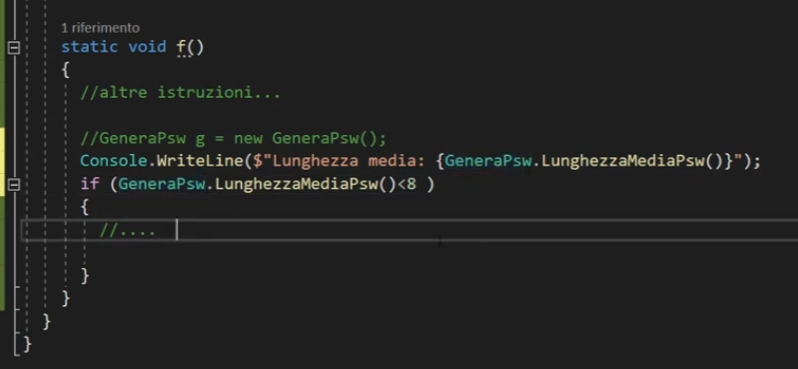 1 riferimento
static void f()
{
//altre istruzioni...
//GeneraPsw g = new GeneraPsw();
Console.WriteLine($"Lunghezza media: {GeneraPsw.LunghezzaMediaPsw()}");
if (GeneraPsw.LunghezzaMediaPsw()<8 )
{
//....
}
}
}
}